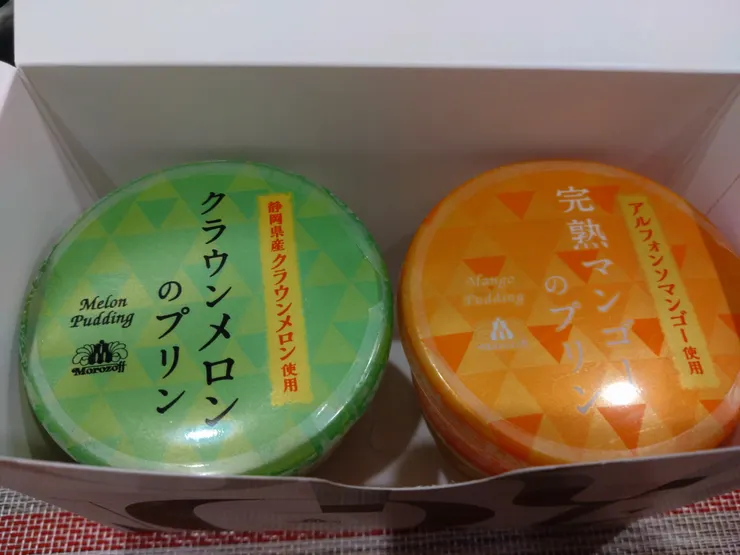 静岡県産クラウンメロン使用
クラウンメロン
のプリン
Melon
Pudding
Morozoff
アルフォンソマンゴー使用
完熟マンゴー
のプリン
Mango
Pudding
Morozoff